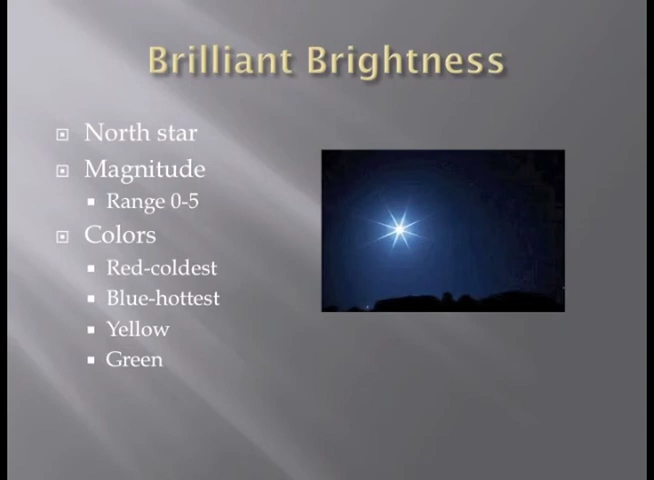 Brilliant Brightness
North star
Magnitude
Range 0-5
Colors
Red-coldest
Blue-hottest
Yellow
Green